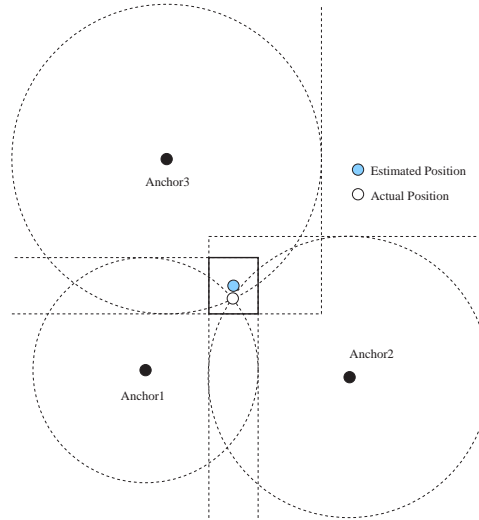 Anchor3
Estimated Position
Actual Position
Anchor2
Anchor1